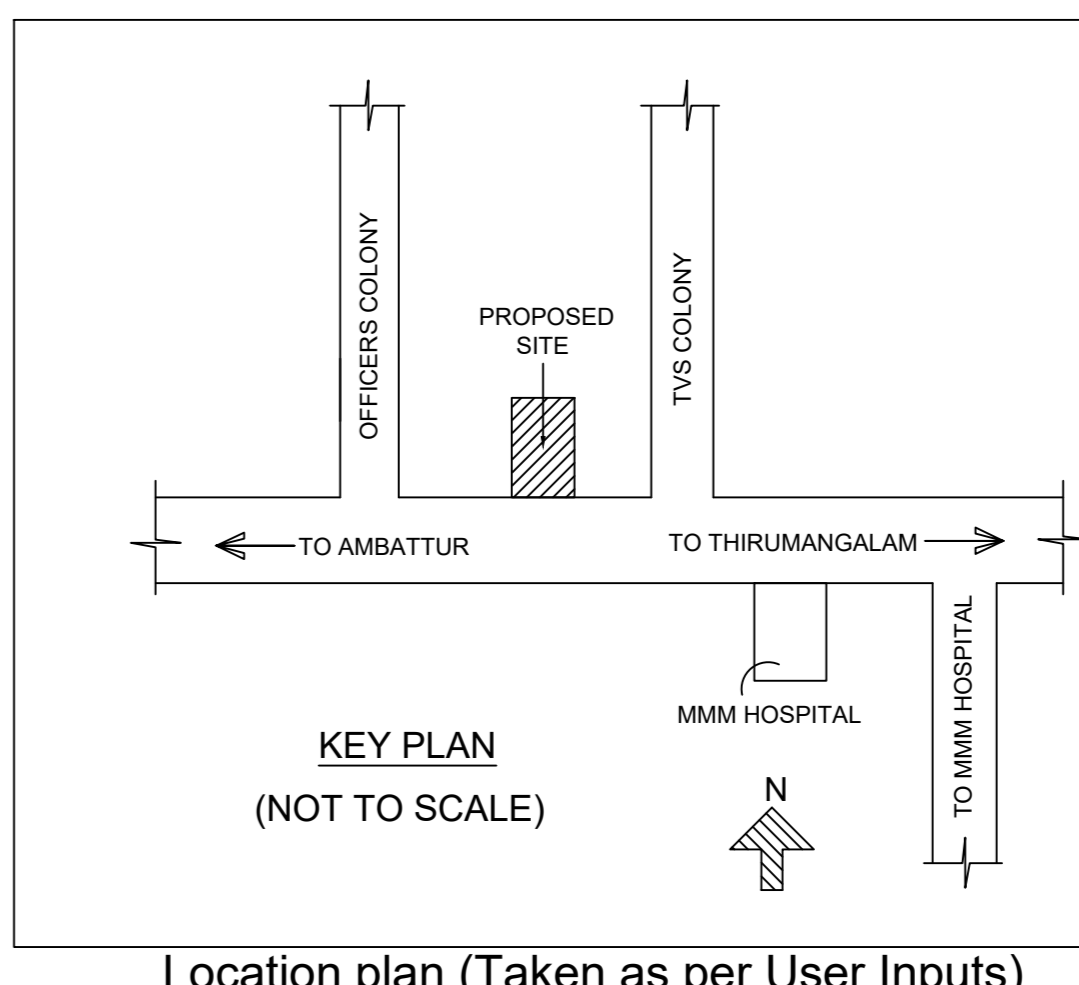 OFFICERS COLONY
TVS COLONY
PROPOSED
SITE
TO AMBATTUR
TO THIRUMANGALAM
MMM HOSPITAL
TO MMM HOSPITAL
KEY PLAN
(NOT TO SCALE)
N
Location plan (Taken as per User Inputs)